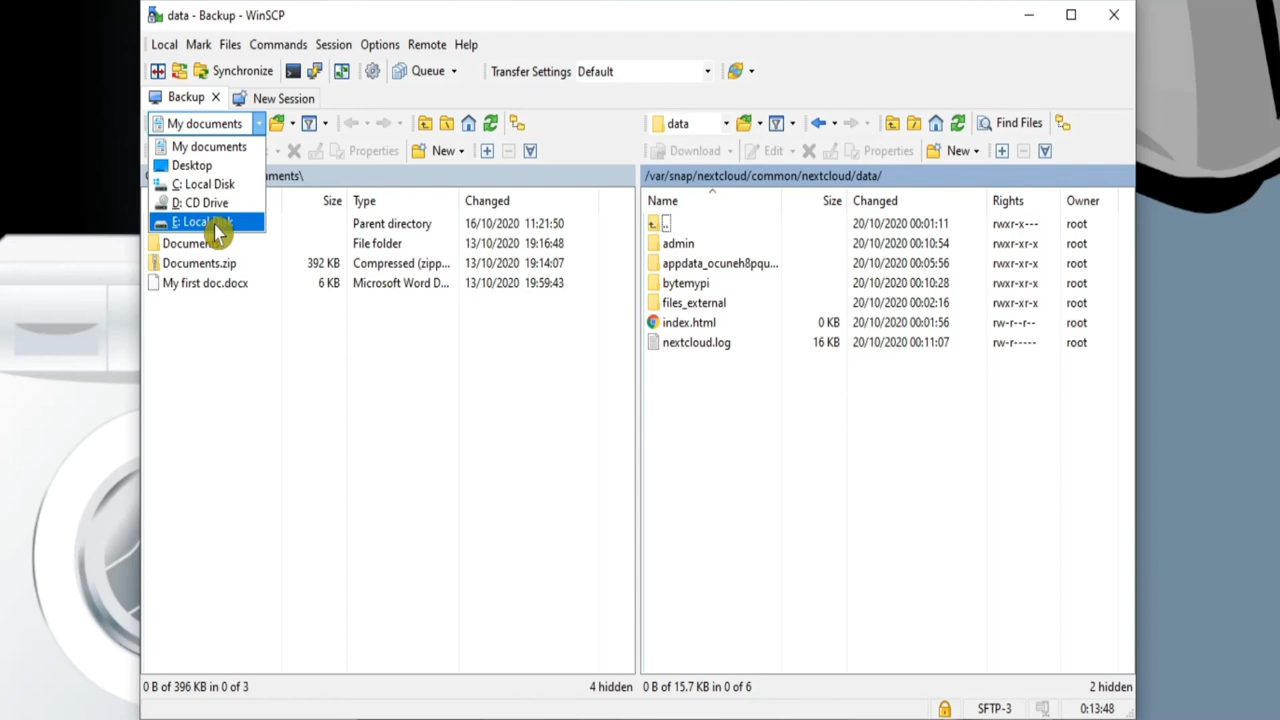 data - Backup - WinSCP
Local Mark Files Commands Session Options Remote Help
Synchronize Queue Transfer Settings Default
Backup New Session
My documents data Find Files
My documents
Properties New Download Edit Properties New
Desktop
uments\ /var/snap/nextcloud/common/nextcloud/data/
C: Local Disk
D: CD Drive
E: Local Disk
Size Type Changed Name Size Changed Rights Owner
Parent directory 16/10/2020 11:21:50 .. 20/10/2020 00:01:11 rwxr-x--- root
File folder 13/10/2020 19:16:48 admin 20/10/2020 00:10:54 rwxr-xr-x root
Documents.zip 392 KB Compressed (zipp... 13/10/2020 19:14:07 appdata_ocuneh8pqu... 20/10/2020 00:05:56 rwxr-xr-x root
My first doc.docx 6 KB Microsoft Word D... 13/10/2020 19:59:43 bytemypi 20/10/2020 00:10:28 rwxr-xr-x root
files_external 20/10/2020 00:02:16 rwxr-xr-x root
index.html 0 KB 20/10/2020 00:01:56 rw-r--r-- root
nextcloud.log 16 KB 20/10/2020 00:11:07 rw-r----- root
0 B of 396 KB in 0 of 3 4 hidden 0 B of 15.7 KB in 0 of 6 2 hidden
SFTP-3 0:13:48